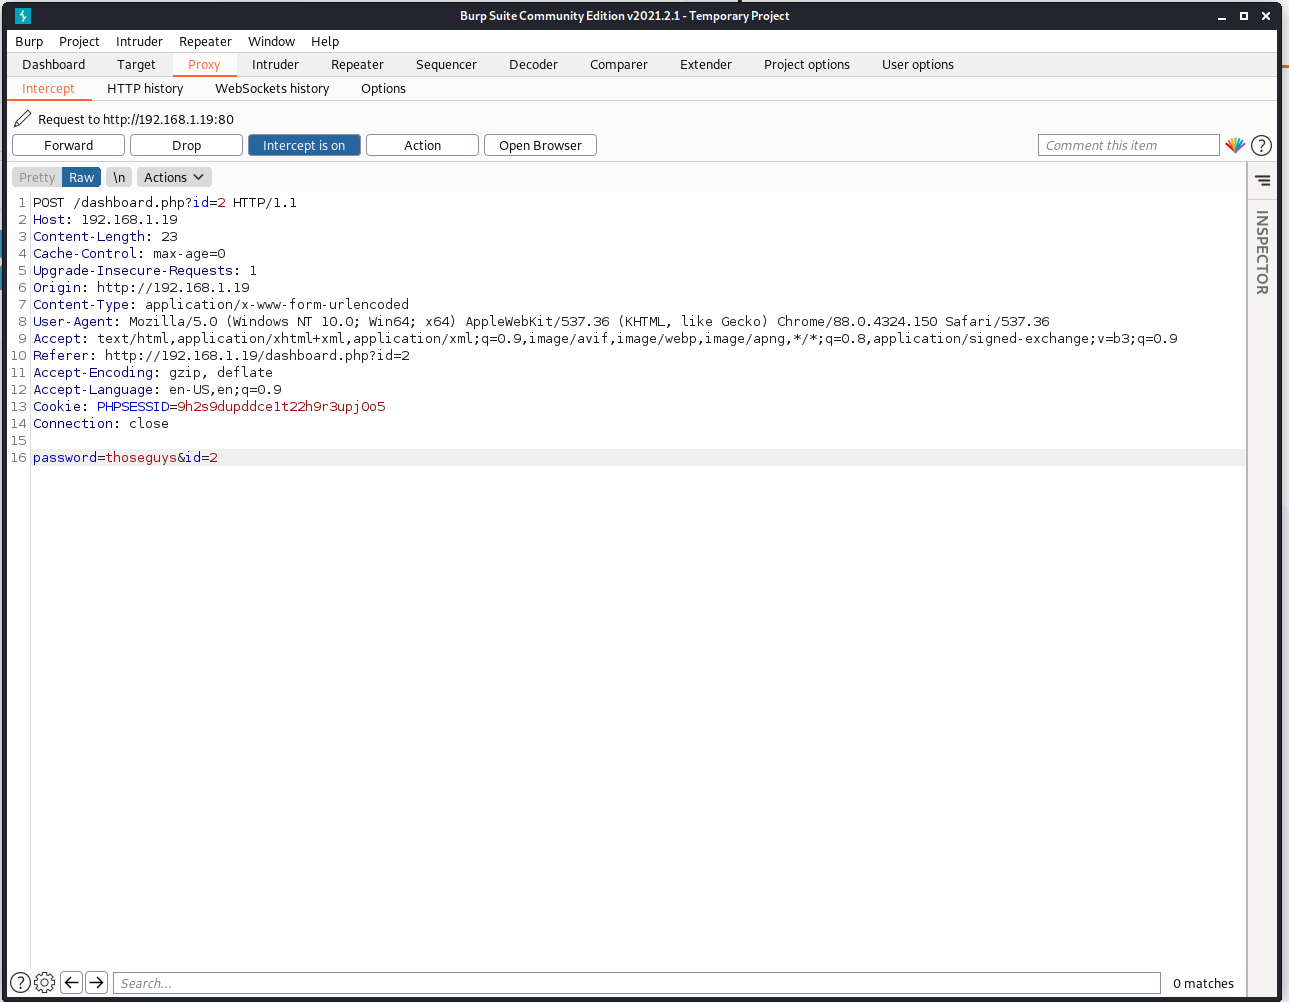 Burp Suite Community Edition v2021.2.1 - Temporary Project
Burp Project Intruder Repeater Window Help
Dashboard Target Proxy Intruder Repeater Sequencer Decoder Comparer Extender Project options User options
Intercept HTTP history WebSockets history Options
Request to http://192.168.1.19:80
Forward Drop Intercept is on Action Open Browser Comment this item ?
Pretty Raw \n Actions
INSPECTOR
1 POST /dashboard.php?id=2 HTTP/1.1
2 Host: 192.168.1.19
3 Content-Length: 23
4 Cache-Control: max-age=0
5 Upgrade-Insecure-Requests: 1
6 Origin: http://192.168.1.19
7 Content-Type: application/x-www-form-urlencoded
8 User-Agent: Mozilla/5.0 (Windows NT 10.0; Win64; x64) AppleWebKit/537.36 (KHTML, like Gecko) Chrome/88.0.4324.150 Safari/537.36
9 Accept: text/html,application/xhtml+xml,application/xml;q=0.9,image/avif,image/webp,image/apng,*/*;q=0.8,application/signed-exchange;v=b3;q=0.9
10 Referer: http://192.168.1.19/dashboard.php?id=2
11 Accept-Encoding: gzip, deflate
12 Accept-Language: en-US,en;q=0.9
13 Cookie: PHPSESSID=9h2s9dupddce1t22h9r3upj0o5
14 Connection: close
15
16 password=thoseguys&id=2
? Search... 0 matches